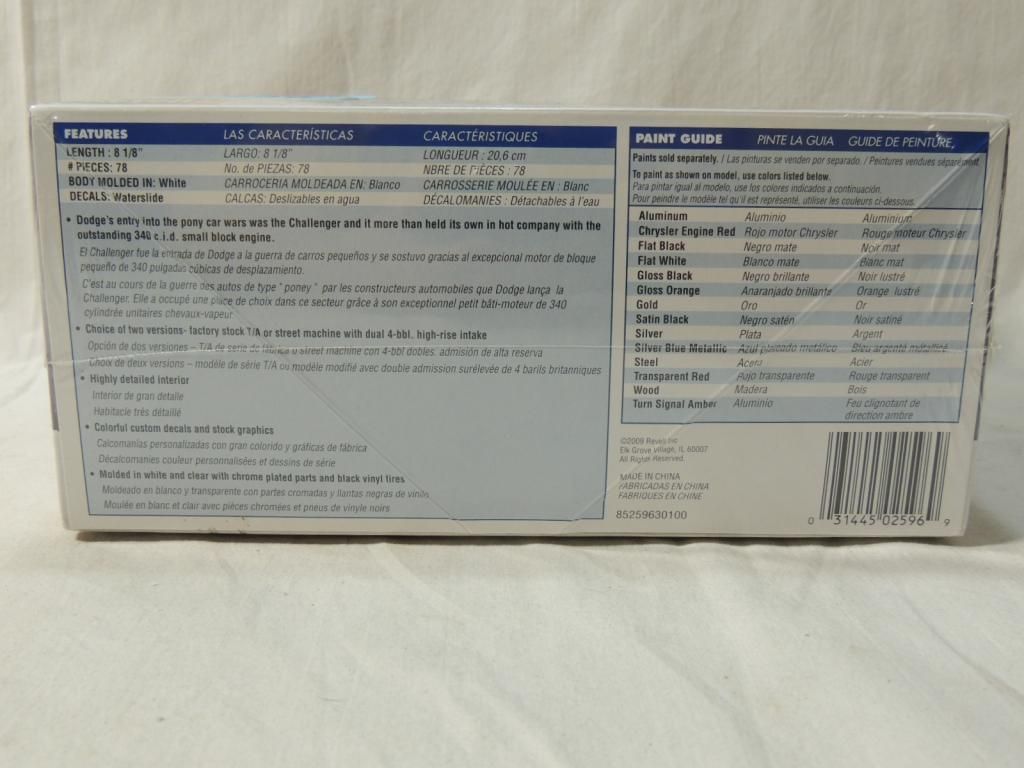 FEATURES LAS CARACTERÍSTICAS CARACTÉRISTIQUES
LENGTH : 8 1/8" LARGO: 8 1/8" LONGUEUR : 20,6 cm
# PIECES: 78 No. de PIEZAS: 78 NBRE DE PIÈCES : 78
BODY MOLDED IN: White CARROCERIA MOLDEADA EN: Blanco CARROSSERIE MOULÉE EN : Blanc
DECALS: Waterslide CALCAS: Deslizables en agua DÉCALOMANIES : Détachables à l'eau
• Dodge's entry into the pony car wars was the Challenger and it more than held its own in hot company with the
outstanding 340 c.i.d. small block engine.
El Challenger fue la entrada de Dodge a la guerra de carros pequeños y se sostuvo gracias al excepcional motor de bloque
pequeño de 340 pulgadas cúbicas de desplazamiento.
C'est au cours de la guerre des autos de type " poney " par les constructeurs automobiles que Dodge lança la
Challenger. Elle a occupé une place de choix dans ce secteur grâce à son exceptionnel petit bâti-moteur de 340
cylindrée unitaires chevaux-vapeur
• Choice of two versions- factory stock T/A or street machine with dual 4-bbl. high-rise intake
Opción de dos versiones – T/A de serie de fábrica o street machine con 4-bbl dobles. admisión de alta reserva
Choix de deux versions – modèle de série T/A ou modèle modifié avec double admission surélevée de 4 barils britanniques
• Highly detailed interior
Interior de gran detalle
Habitacle très détaillé
• Colorful custom decals and stock graphics
Calcomanías personalizadas con gran colorido y gráficas de fábrica
Décalcomanies couleur personnalisées et dessins de série
• Molded in white and clear with chrome plated parts and black vinyl tires
Moldeado en blanco y transparente con partes cromadas y llantas negras de vinilo
Moulée en blanc et clair avec pièces chromées et pneus de vinyle noirs
PAINT GUIDE PINTE LA GUIA GUIDE DE PEINTURE
Paints sold separately. / Las pinturas se venden por separado. / Peintures vendues séparément.
To paint as shown on model, use colors listed below.
Para pintar igual al modelo, use los colores indicados a continuación.
Pour peindre le modèle tel qu'il est représenté, utiliser les couleurs ci-dessous.
Aluminum Aluminio Aluminium
Chrysler Engine Red Rojo motor Chrysler Rouge moteur Chrysler
Flat Black Negro mate Noir mat
Flat White Blanco mate Blanc mat
Gloss Black Negro brillante Noir lustré
Gloss Orange Anaranjado brillante Orange lustré
Gold Oro Or
Satin Black Negro satén Noir satiné
Silver Plata Argent
Silver Blue Metallic Azul plateado metálico Bleu argenté métallisé
Steel Acero Acier
Transparent Red Rojo transparente Rouge transparent
Wood Madera Bois
Turn Signal Amber Aluminio Feu clignotant de
direction ambre
©2009 Revell Inc
Elk Grove Village, IL 60007
All Rights Reserved.
MADE IN CHINA
FABRICADAS EN CHINA
FABRIQUES EN CHINE
85259630100
0 31445 02596 9